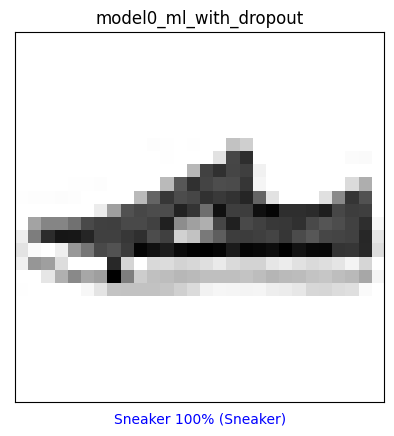 model0_ml_with_dropout
Sneaker 100% (Sneaker)